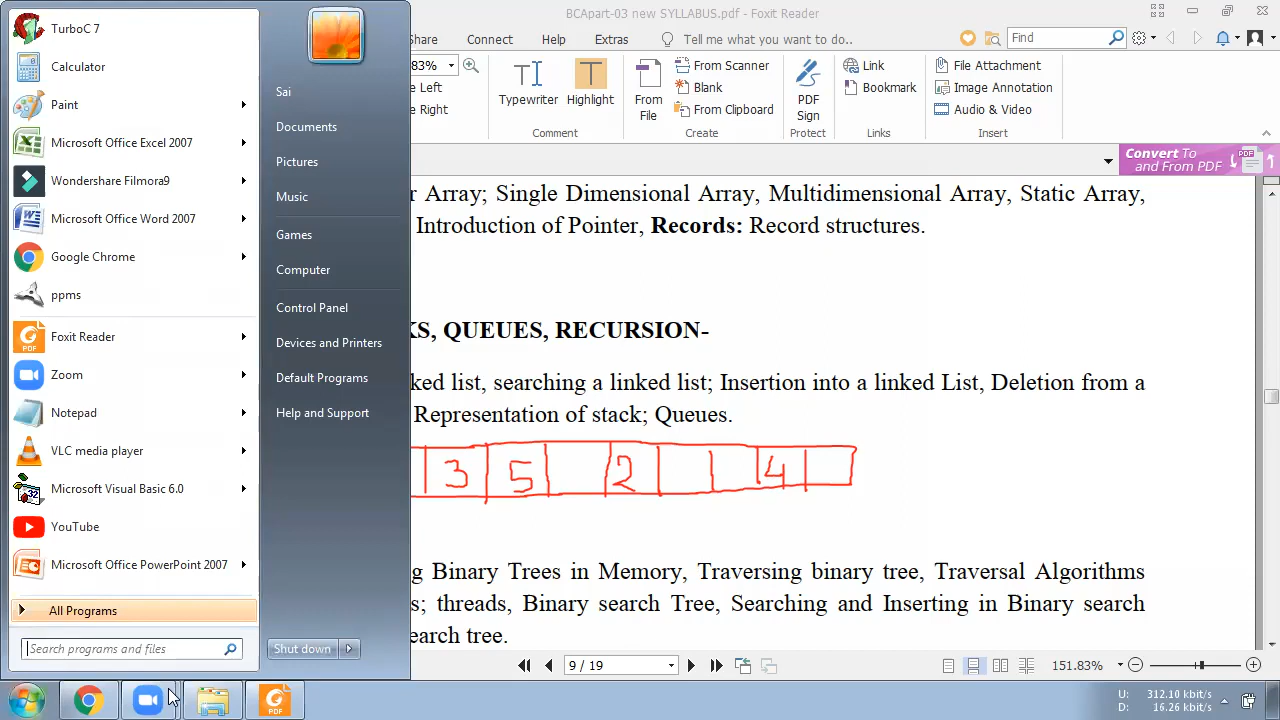 BCApart-03 new SYLLABUS.pdf - Foxit Reader
Share Connect Help Extras Tell me what you want to do.. Find
83% From Scanner Link File Attachment
e Left Blank Bookmark Image Annotation
e Right Typewriter Highlight From File From Clipboard PDF Sign Audio & Video
Comment Create Protect Links Insert
Convert To and From PDF PDF
r Array; Single Dimensional Array, Multidimensional Array, Static Array,
Introduction of Pointer, Records: Record structures.
KS, QUEUES, RECURSION-
ked list, searching a linked list; Insertion into a linked List, Deletion from a
Representation of stack; Queues.
3 5 2 4
g Binary Trees in Memory, Traversing binary tree, Traversal Algorithms
s; threads, Binary search Tree, Searching and Inserting in Binary search
earch tree.
9 / 19 151.83%
TurboC 7
Calculator
Paint
Microsoft Office Excel 2007
Wondershare Filmora9
Microsoft Office Word 2007
Google Chrome
ppms
Foxit Reader
Zoom
Notepad
VLC media player
Microsoft Visual Basic 6.0
YouTube
Microsoft Office PowerPoint 2007
All Programs
Search programs and files
Sai
Documents
Pictures
Music
Games
Computer
Control Panel
Devices and Printers
Default Programs
Help and Support
Shut down
U: 312.10 kbit/s
D: 16.26 kbit/s